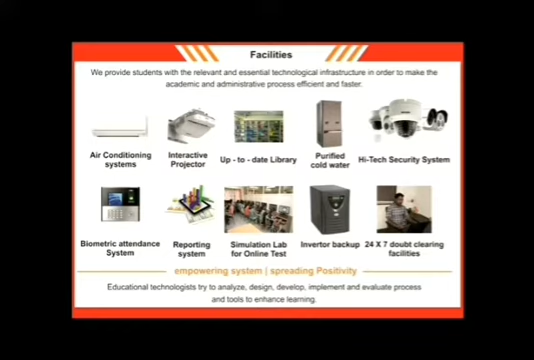 Facilities
We provide students with the relevant and essential technological infrastructure in order to make the
academic and administrative process efficient and faster.
Air Conditioning
systems
Interactive
Projector
Up - to - date Library
Purified
cold water
Hi-Tech Security System
Biometric attendance
System
Reporting
system
Simulation Lab
for Online Test
Invertor backup
24 X 7 doubt clearing
facilities
empowering system | spreading Positivity
Educational technologists try to analyze, design, develop, implement and evaluate process
and tools to enhance learning.